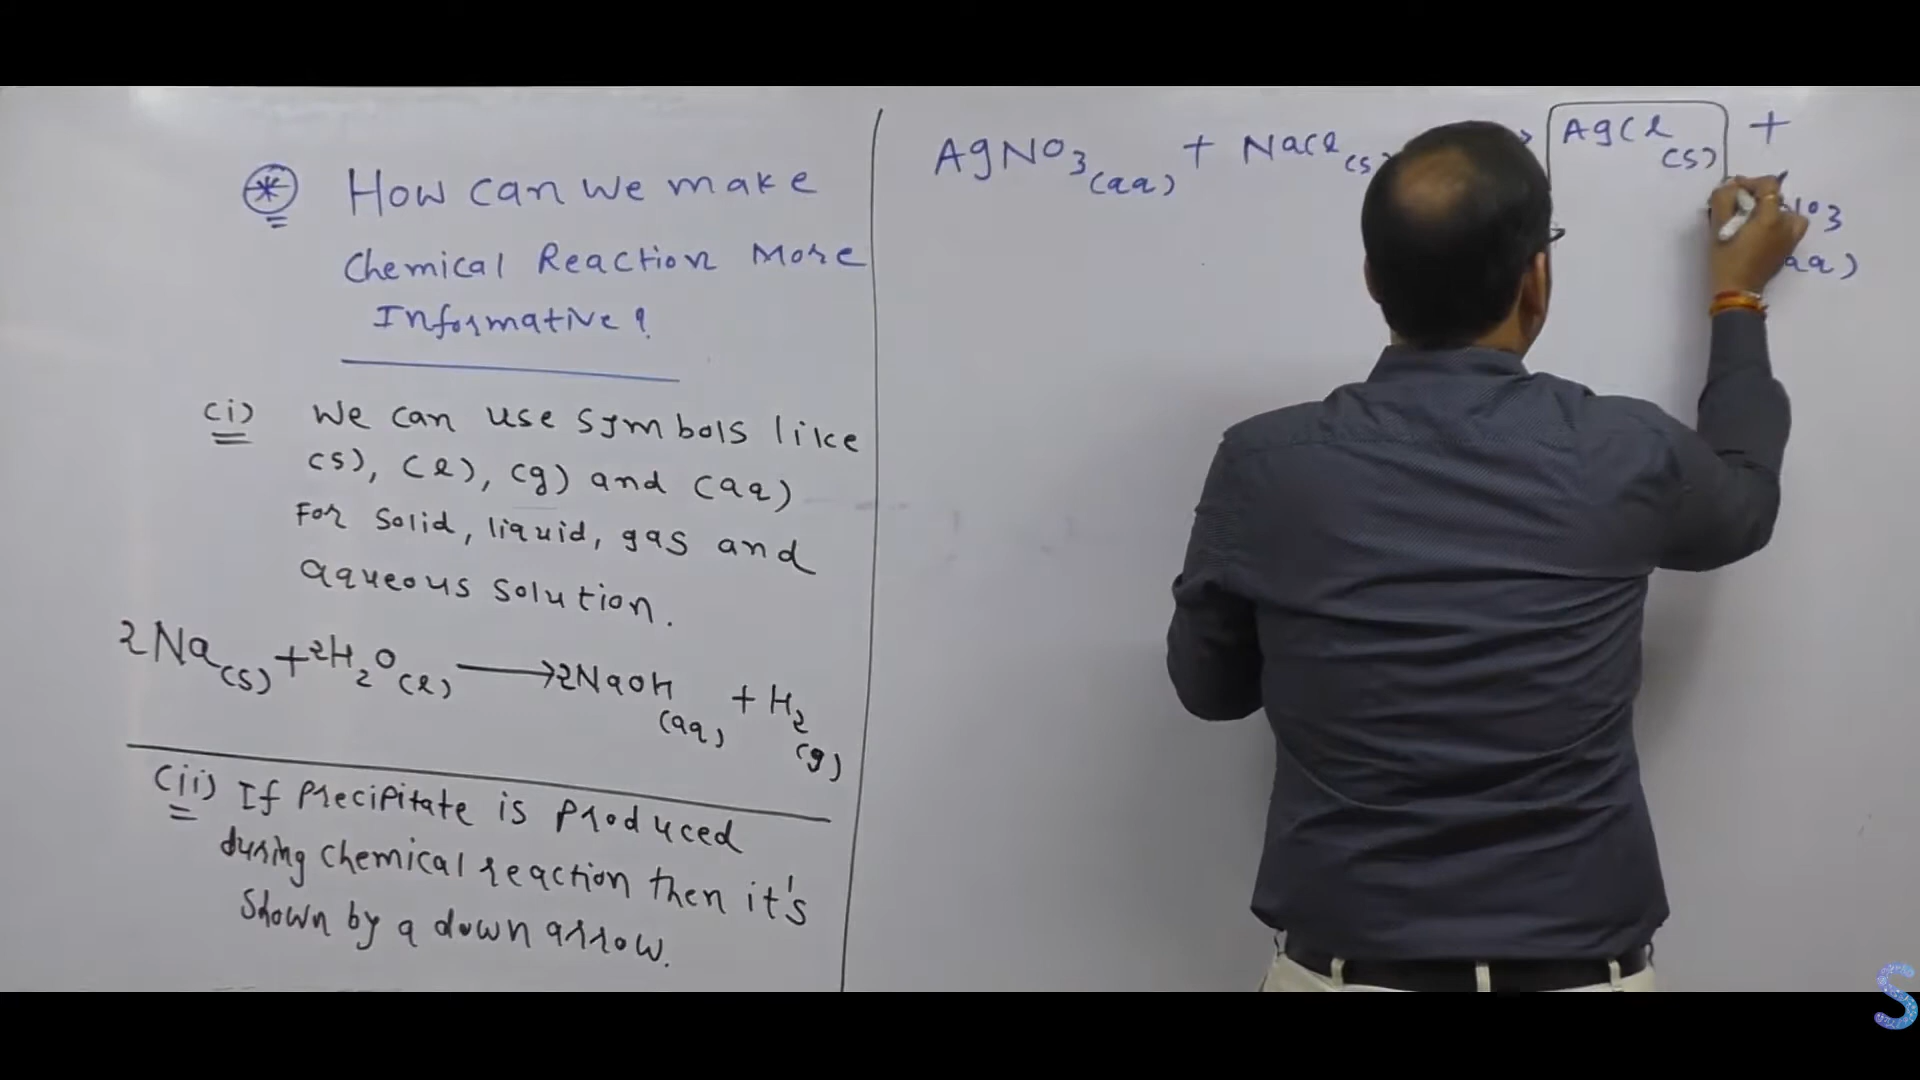 How can we make
Chemical Reaction More
Informative?
(i) We can use symbols like
(s), (l), (g) and (aq)
For solid, liquid, gas and
aqueous solution.
2Na(s) + 2H2O(l) ⟶ 2NaOH(aq) + H2(g)
(ii) If precipitate is produced
during chemical reaction then it's
shown by a down arrow.
AgNO3(aq) + NaCl(s) → AgCl(s) +
O3
aq)
S